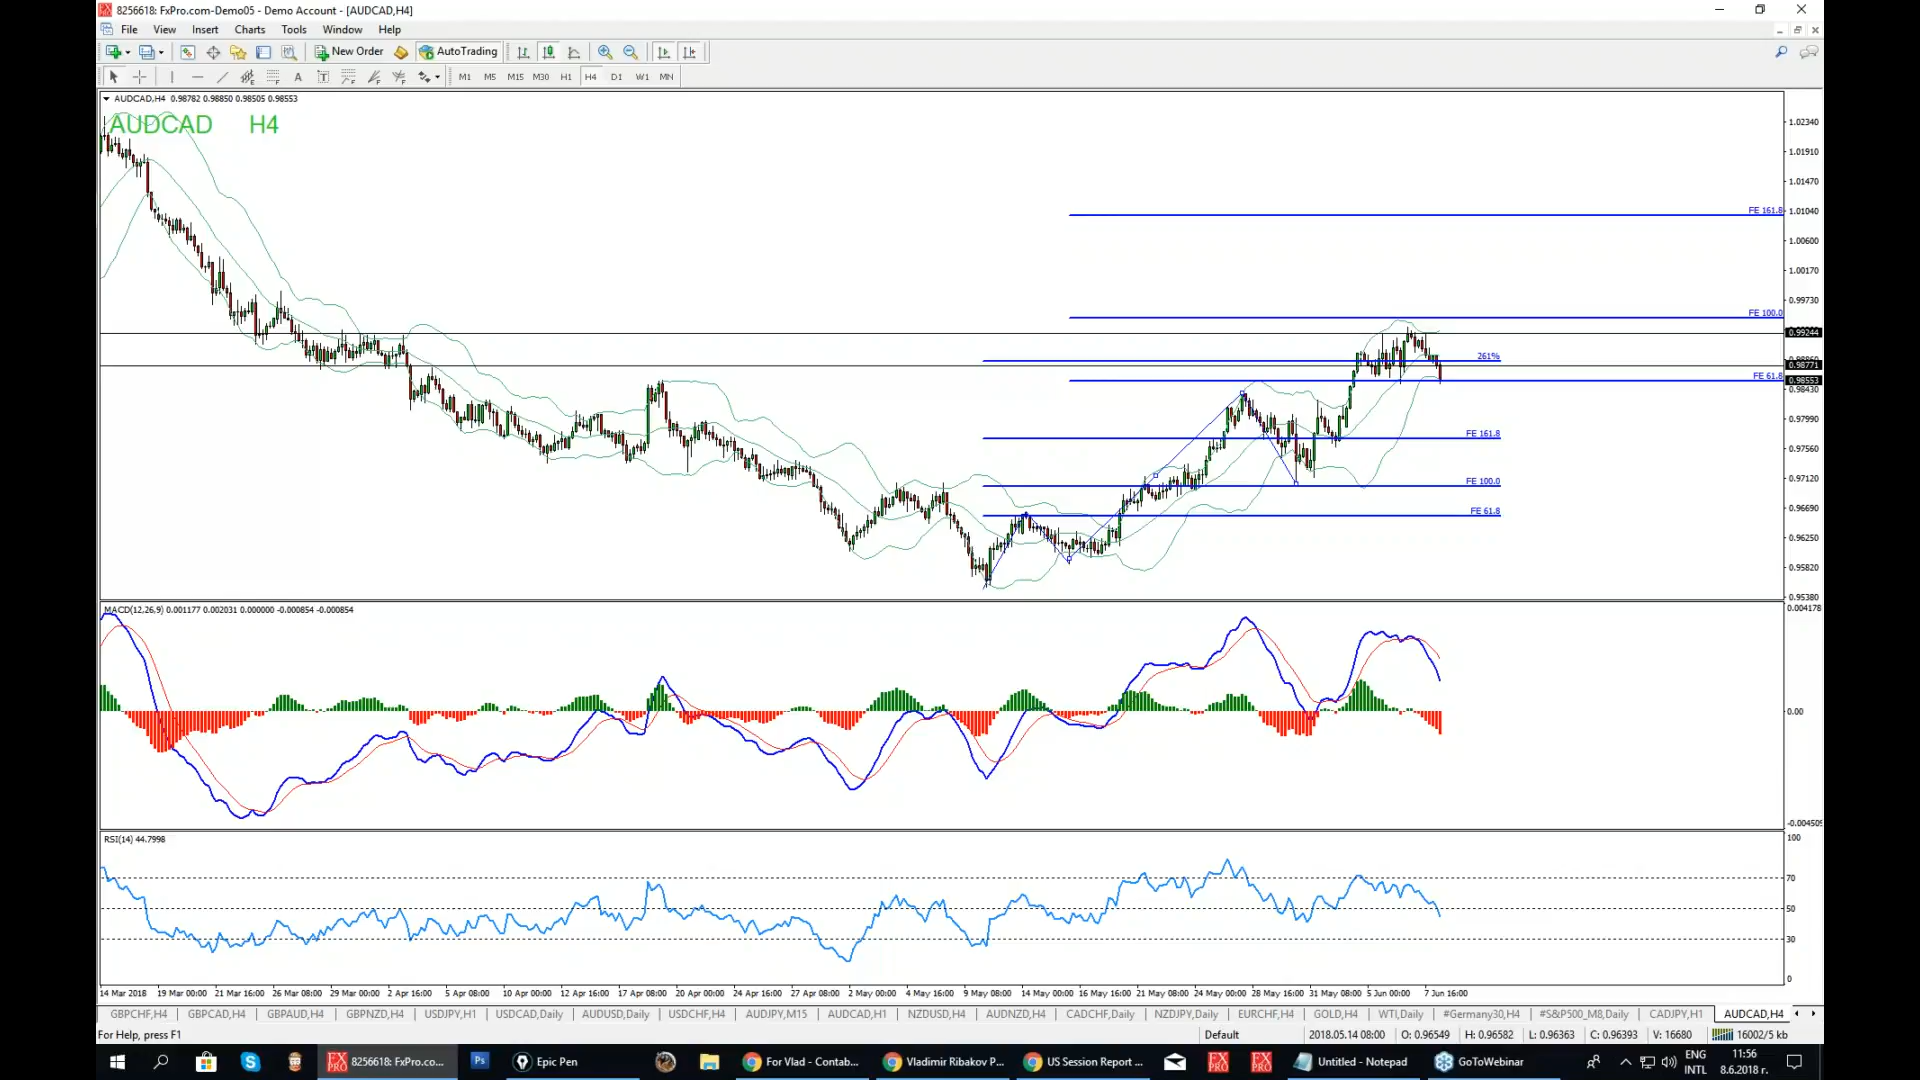 8256618: FxPro.com-Demo05 - Demo Account - [AUDCAD,H4]
File View Insert Charts Tools Window Help
New Order AutoTrading
M1 M5 M15 M30 H1 H4 D1 W1 MN
AUDCAD,H4 0.98782 0.98850 0.98505 0.98553
AUDCAD H4
1.02340
1.01910
1.01470
FE 161.8
1.01040
1.00600
1.00170
0.99730
FE 100.0
0.99244
261%
0.98771
FE 61.8
0.98553
0.98430
0.97990
FE 161.8
0.97560
FE 100.0
0.97120
FE 61.8
0.96690
0.96250
0.95820
0.95380
MACD(12,26,9) 0.001177 0.002031 0.000000 -0.000854 -0.000854
0.004178
0.00
-0.004505
RSI(14) 44.7998
100
70
50
30
0
14 Mar 2018 19 Mar 00:00 21 Mar 16:00 26 Mar 08:00 29 Mar 00:00 2 Apr 16:00 5 Apr 08:00 10 Apr 00:00 12 Apr 16:00 17 Apr 08:00 20 Apr 00:00 24 Apr 16:00 27 Apr 08:00 2 May 00:00 4 May 16:00 9 May 08:00 14 May 00:00 16 May 16:00 21 May 08:00 24 May 00:00 28 May 16:00 31 May 08:00 5 Jun 00:00 7 Jun 16:00
GBPCHF,H4 GBPCAD,H4 GBPAUD,H4 GBPNZD,H4 USDJPY,H1 USDCAD,Daily AUDUSD,Daily USDCHF,H4 AUDJPY,M15 AUDCAD,H1 NZDUSD,H4 AUDNZD,H4 CADCHF,Daily NZDJPY,Daily EURCHF,H4 GOLD,H4 WTI,Daily #Germany30,H4 #S&P500_M8,Daily CADJPY,H1 AUDCAD,H4
For Help, press F1 Default 2018.05.14 08:00 O: 0.96549 H: 0.96582 L: 0.96363 C: 0.96393 V: 16680 16002/5 kb
8256618: FxPro.co... Epic Pen For Vlad - Contab... Vladimir Ribakov P... US Session Report ... Untitled - Notepad GoToWebinar
ENG
INTL
11:56
8.6.2018 г.